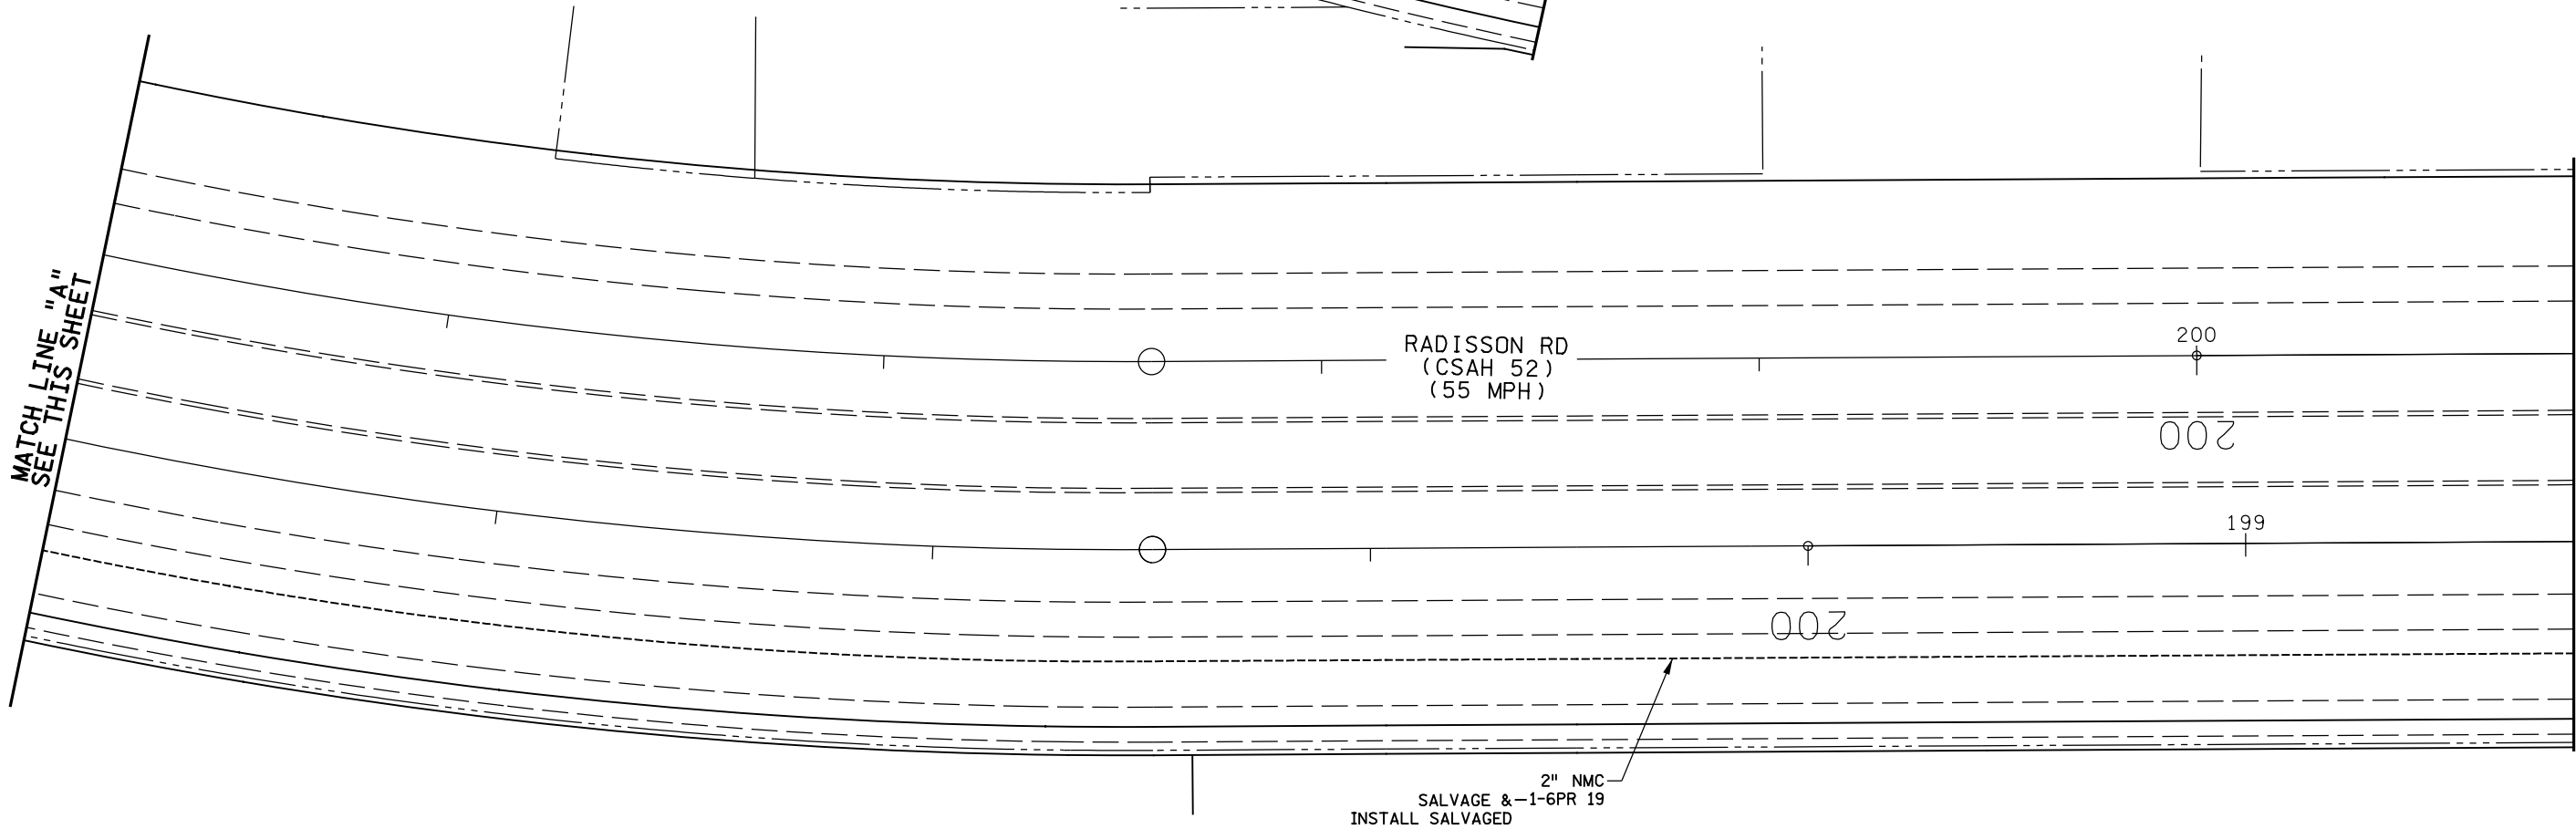 MATCH LINE "A"
SEE THIS SHEET
RADISSON RD
(CSAH 52)
(55 MPH)
200
200
199
200
2" NMC
SALVAGE &—1-6PR 19
INSTALL SALVAGED